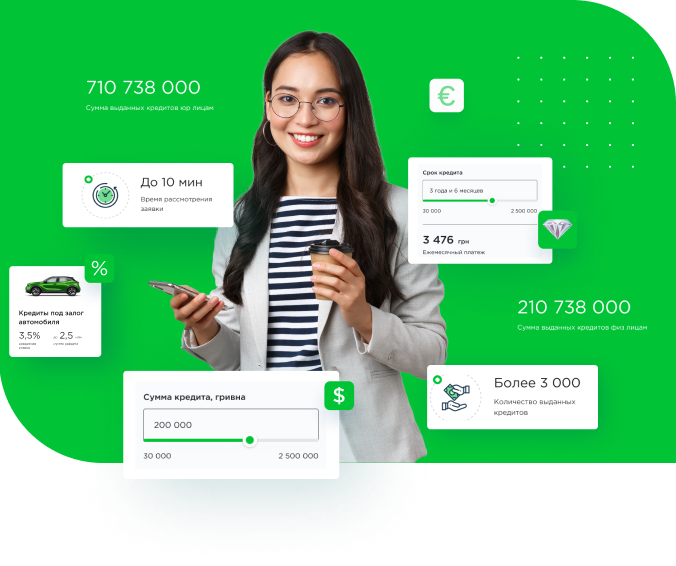 710 738 000
Сумма выданных кредитов юр лицам
€
До 10 мин
Время рассмотрения
заявки
Срок кредита
3 года и 6 месяцев
30 000 2 500 000
3 476 грн
Ежемесячный платеж
%
Кредиты под залог
автомобиля
3,5% до 2,5
210 738 000
Сумма выданных кредитов физ лицам
Более 3 000
Количество выданных
кредитов
$
Сумма кредита, гривна
200 000
30 000 2 500 000